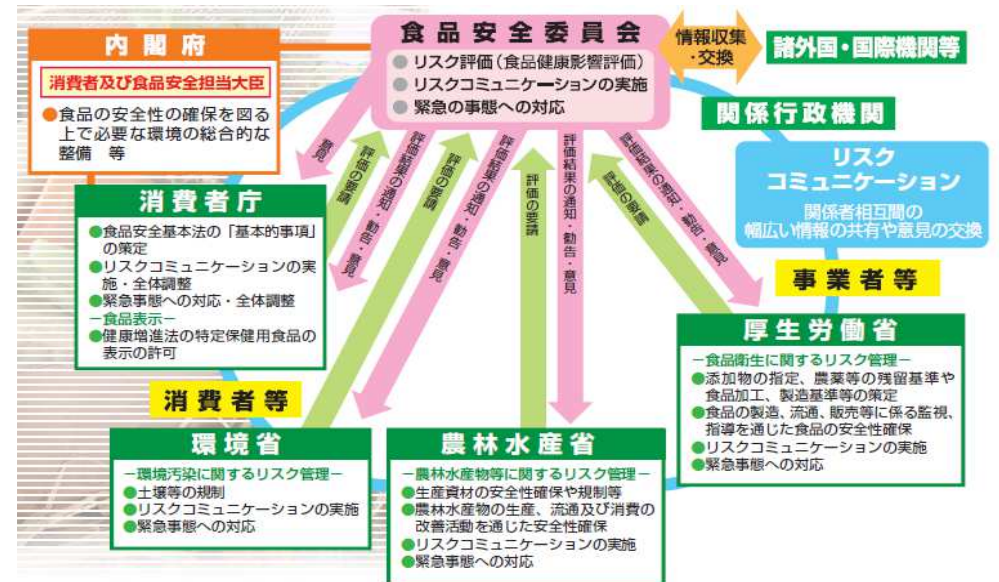 内閣府
消費者及び食品安全担当大臣
●食品の安全性の確保を図る
上で必要な環境の総合的な
整備 等
食品安全委員会
●リスク評価（食品健康影響評価）
●リスクコミュニケーションの実施
●緊急の事態への対応
情報収集
・交換
諸外国・国際機関等
関係行政機関
リスク
コミュニケーション
関係者相互間の
幅広い情報の共有や意見の交換
意見
評価の要請
評価結果の通知・勧告・意見
評価の要請
評価結果の通知・勧告・意見
評価の要請
評価結果の通知・勧告・意見
評価の要請
評価結果の通知・勧告・意見
消費者庁
●食品安全基本法の「基本的事項」
の策定
●リスクコミュニケーションの実
施・全体調整
●緊急事態への対応・全体調整
－食品表示－
●健康増進法の特定保健用食品の
表示の許可
事業者等
厚生労働省
－食品衛生に関するリスク管理－
●添加物の指定、農薬等の残留基準や
食品加工、製造基準等の策定
●食品の製造、流通、販売等に係る監視、
指導を通じた食品の安全性確保
●リスクコミュニケーションの実施
●緊急事態への対応
消費者等
環境省
－環境汚染に関するリスク管理－
●土壌等の規制
●リスクコミュニケーションの実施
●緊急事態への対応
農林水産省
－農林水産物等に関するリスク管理－
●生産資材の安全性確保や規制等
●農林水産物の生産、流通及び消費の
改善活動を通じた安全性確保
●リスクコミュニケーションの実施
●緊急事態への対応